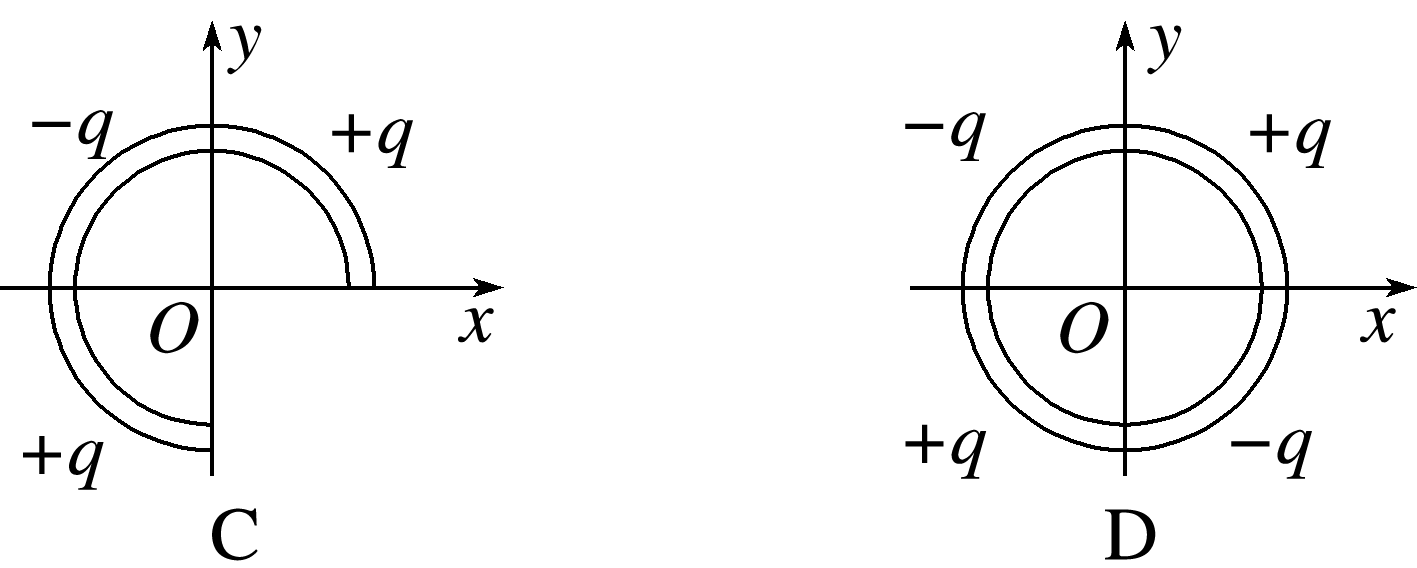 y y
−q +q −q +q
O x O x
+q +q −q
C D